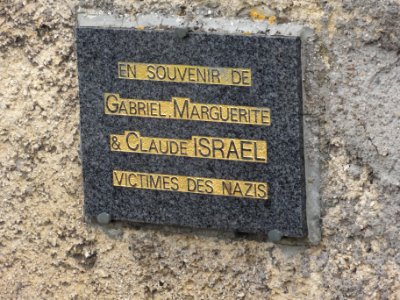 EN SOUVENIR DE
GABRIEL, MARGUERITE
& CLAUDE ISRAEL
VICTIMES DES NAZIS